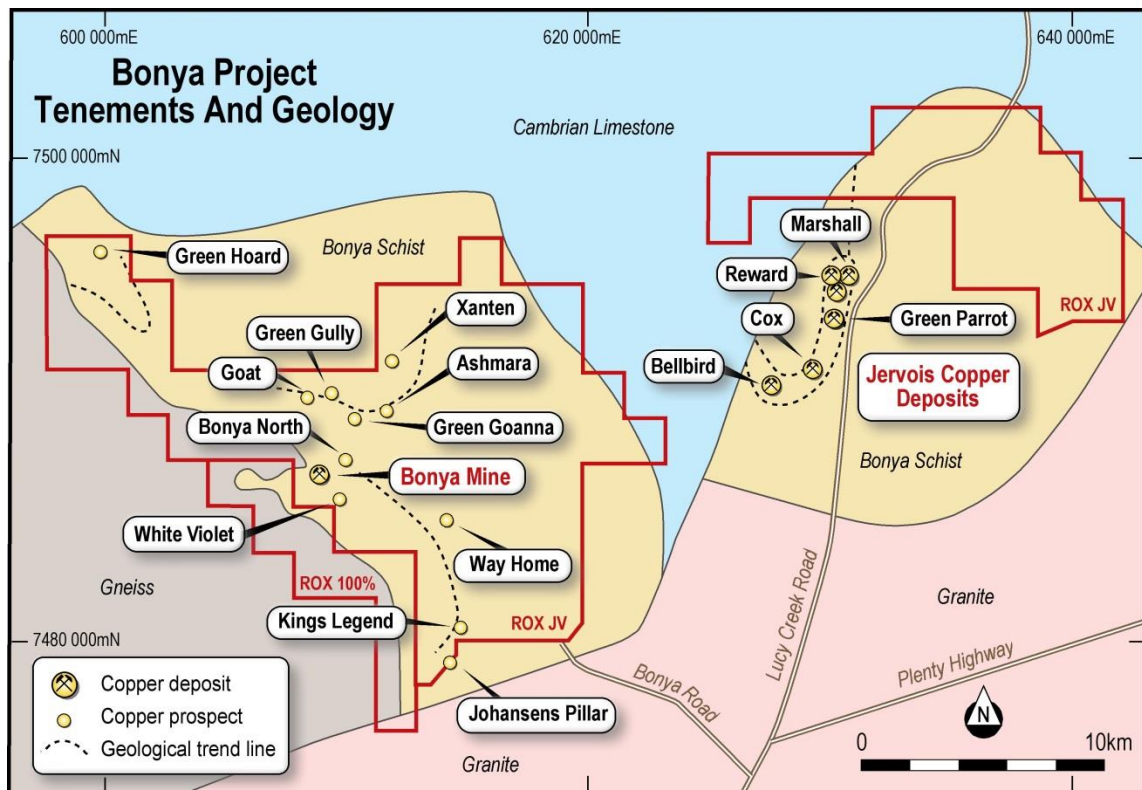 600 000mE
620 000mE
640 000mE
Bonya Project
Tenements And Geology
Cambrian Limestone
7500 000mN
Marshall
Bonya Schist
Green Hoard
Reward
Xanten
ROX JV
Green Gully
Cox
Green Parrot
Goat
Ashmara
Bellbird
Jervois Copper
Deposits
Bonya North
Green Goanna
Bonya Schist
Bonya Mine
White Violet
Way Home
Gneiss
ROX 100%
Lucy Creek Road
Granite
Kings Legend
ROX JV
7480 000mN
Plenty Highway
Copper deposit
Bonya Road
Copper prospect
Johansens Pillar
N
Geological trend line
0
10km
Granite